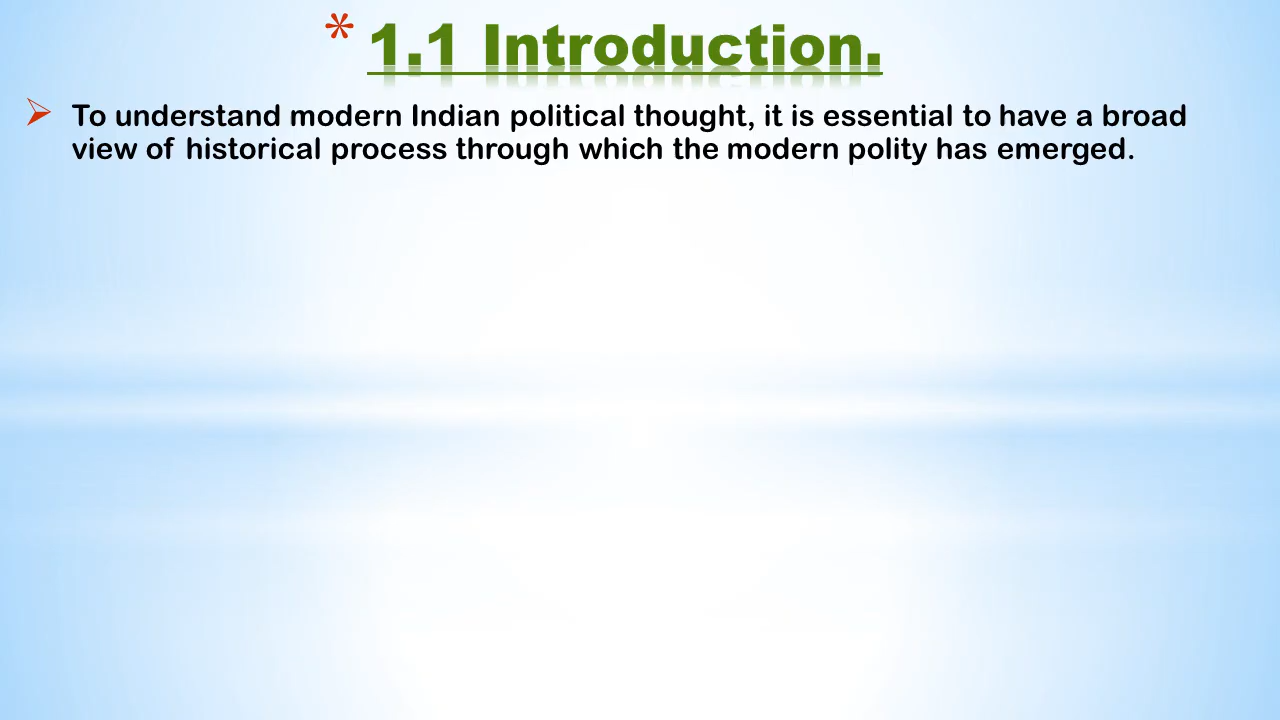 * 1.1 Introduction.
➢ To understand modern Indian political thought, it is essential to have a broad
view of historical process through which the modern polity has emerged.